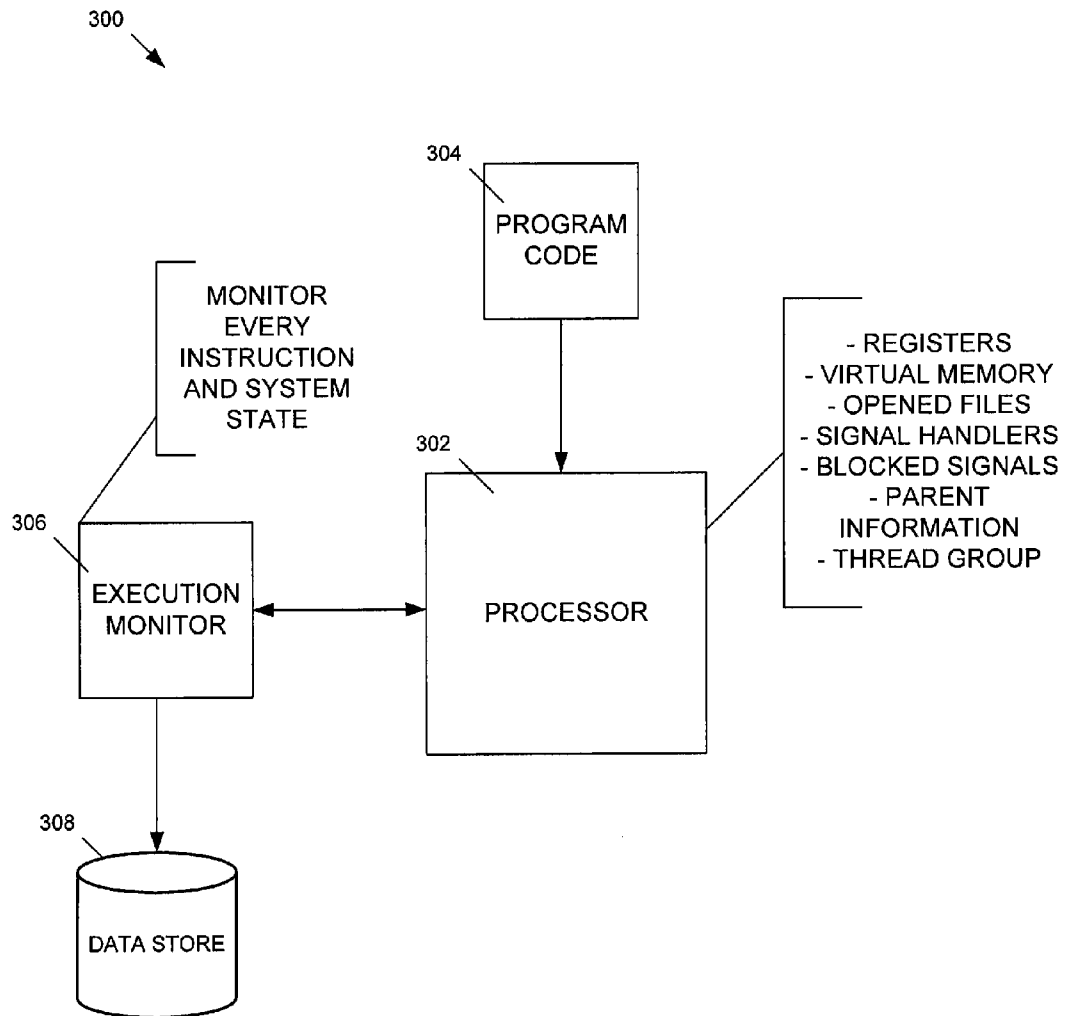 300
304
PROGRAM
CODE
MONITOR
EVERY
INSTRUCTION
AND SYSTEM
STATE
- REGISTERS
- VIRTUAL MEMORY
- OPENED FILES
- SIGNAL HANDLERS
- BLOCKED SIGNALS
- PARENT
INFORMATION
- THREAD GROUP
302
PROCESSOR
306
EXECUTION
MONITOR
308
DATA STORE